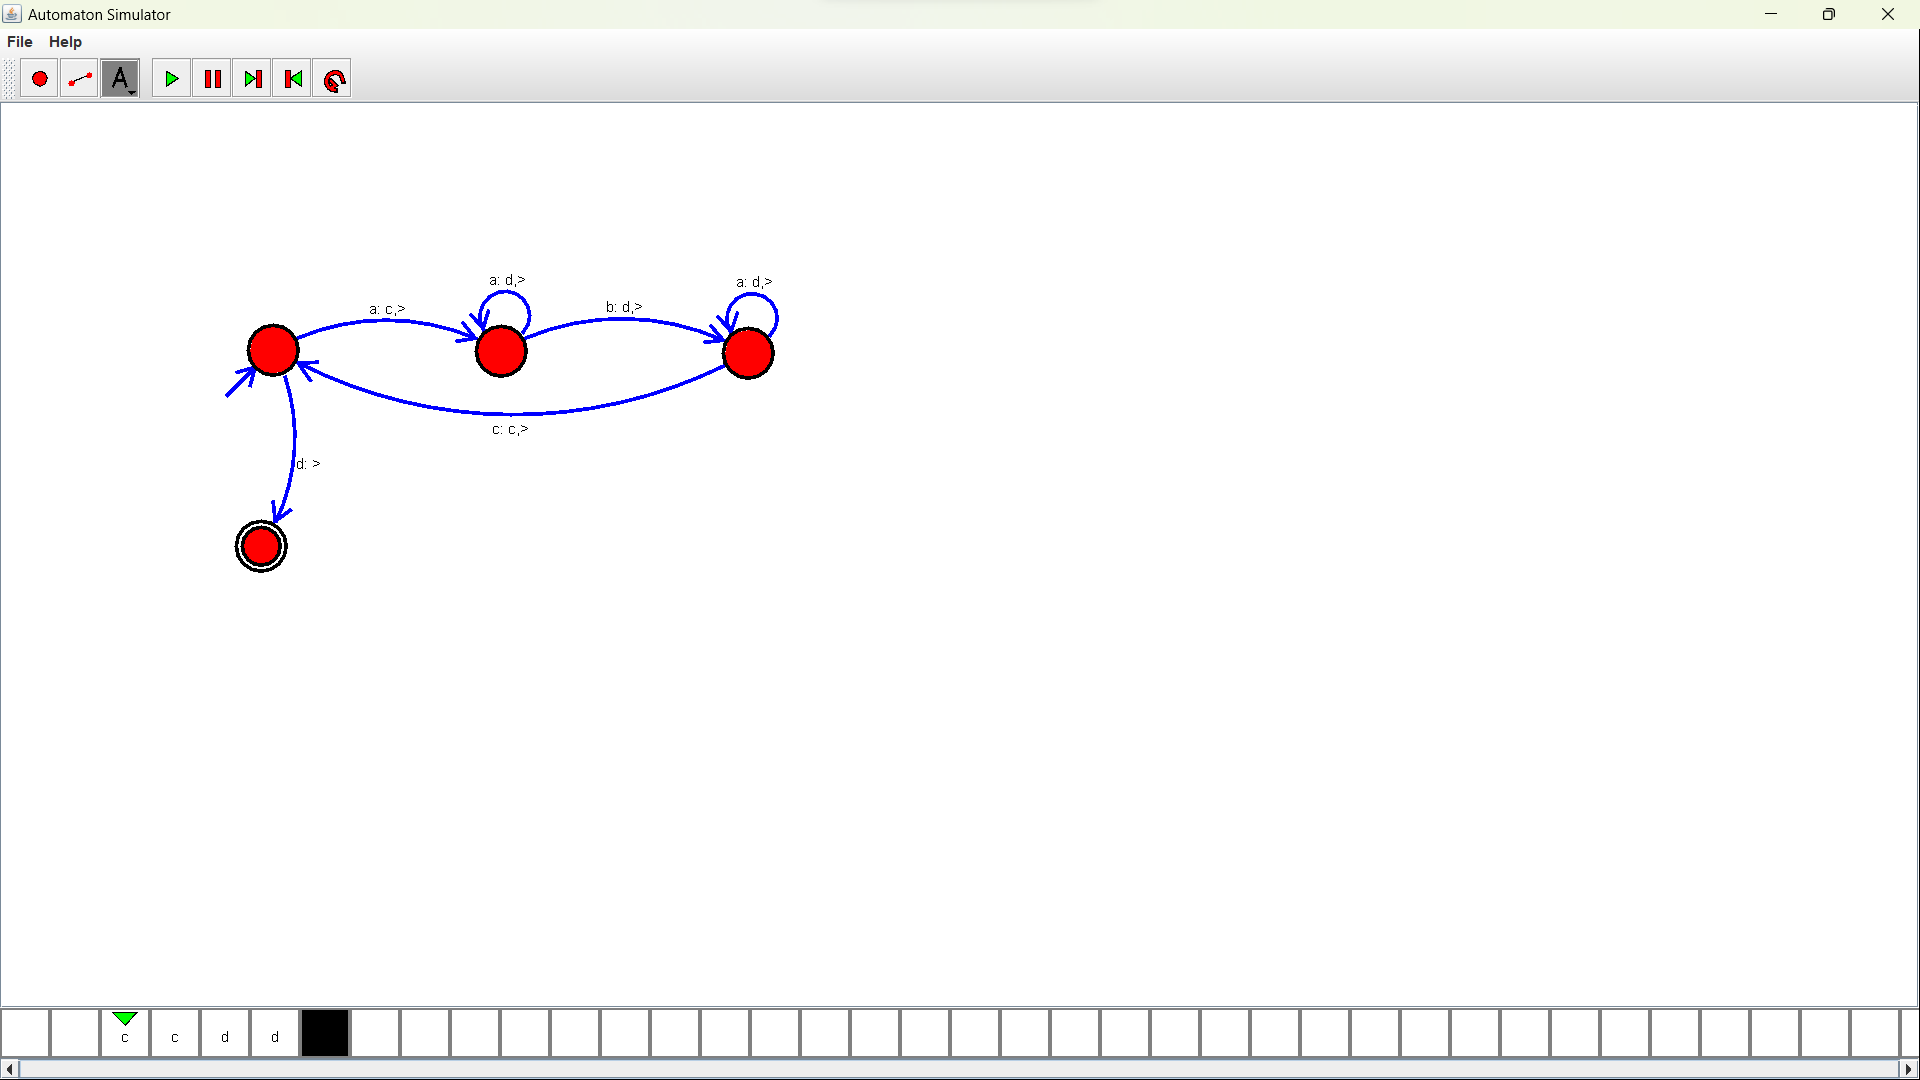 Automaton Simulator
File Help
A
a: d,>
a: d,>
a: c,>
b: d,>
c: c,>
d: >
c c d d